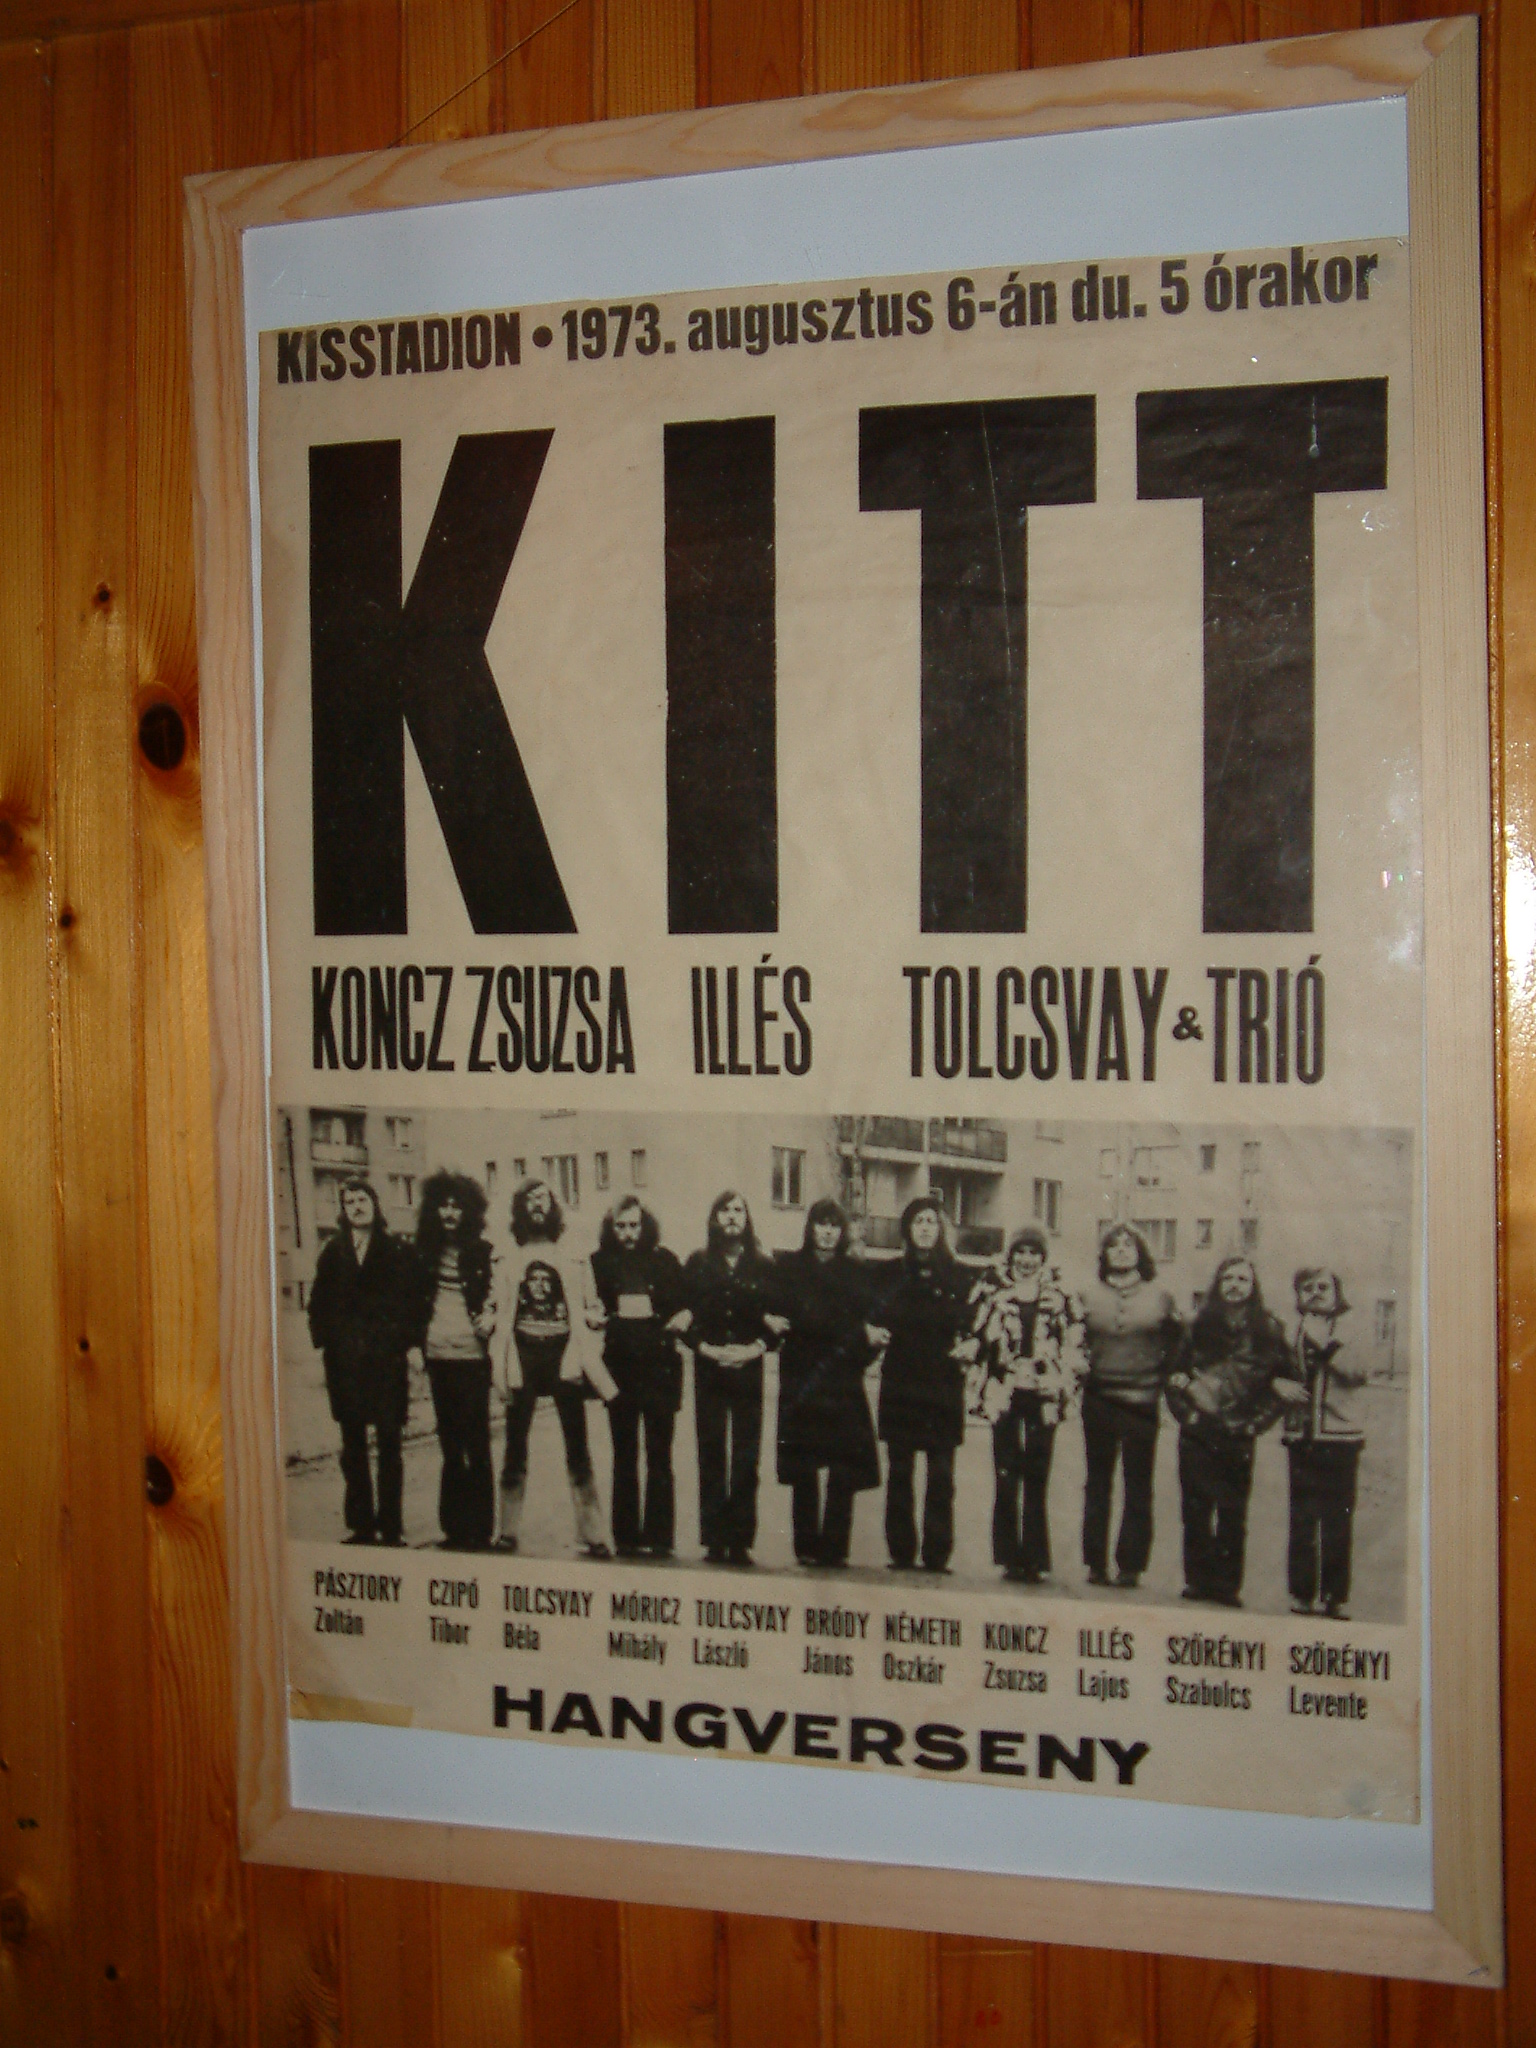 KISSTADION • 1973. augusztus 6-án du. 5 órakor
KITT
KONCZ ZSUZSA ILLÉS TOLCSVAY & TRIÓ
PÁSZTORY CZIPÓ TOLCSVAY MÓRICZ TOLCSVAY BRÓDY NÉMETH KONCZ ILLÉS SZÖRÉNYI SZÖRÉNYI
Zoltán Tibor Béla Mihály László János Oszkár Zsuzsa Lajos Szabolcs Levente
HANGVERSENY